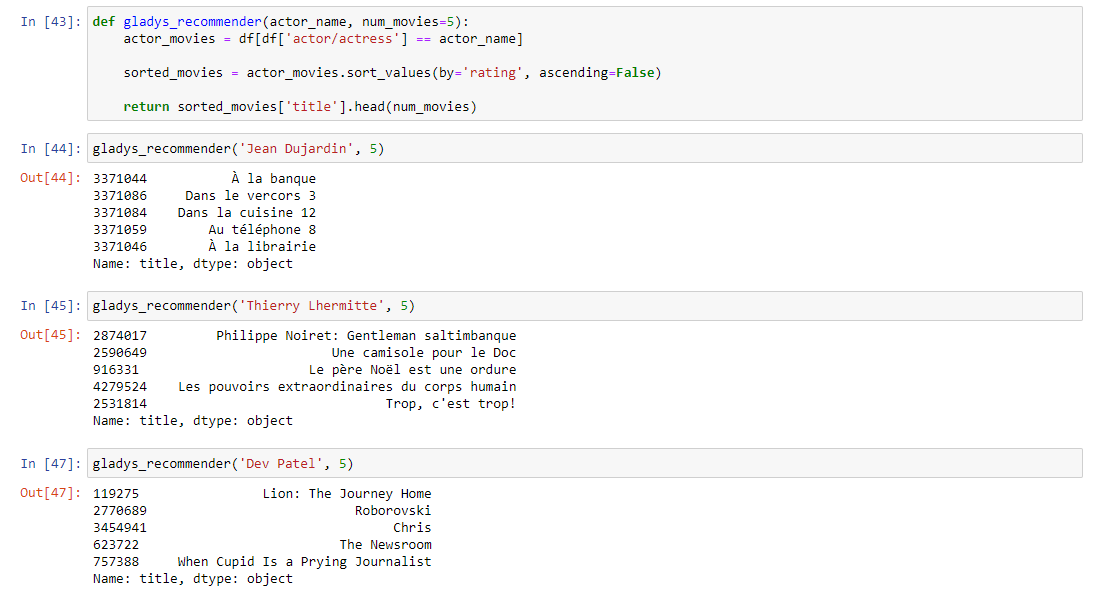 In [43]: def gladys_recommender(actor_name, num_movies=5):
    actor_movies = df[df['actor/actress'] == actor_name]
    sorted_movies = actor_movies.sort_values(by='rating', ascending=False)
    return sorted_movies['title'].head(num_movies)
In [44]: gladys_recommender('Jean Dujardin', 5)
Out[44]: 3371044 À la banque
3371086 Dans le vercors 3
3371084 Dans la cuisine 12
3371059 Au téléphone 8
3371046 À la librairie
Name: title, dtype: object
In [45]: gladys_recommender('Thierry Lhermitte', 5)
Out[45]: 2874017 Philippe Noiret: Gentleman saltimbanque
2590649 Une camisole pour le Doc
916331 Le père Noël est une ordure
4279524 Les pouvoirs extraordinaires du corps humain
2531814 Trop, c'est trop!
Name: title, dtype: object
In [47]: gladys_recommender('Dev Patel', 5)
Out[47]: 119275 Lion: The Journey Home
2770689 Roborovski
3454941 Chris
623722 The Newsroom
757388 When Cupid Is a Prying Journalist
Name: title, dtype: object